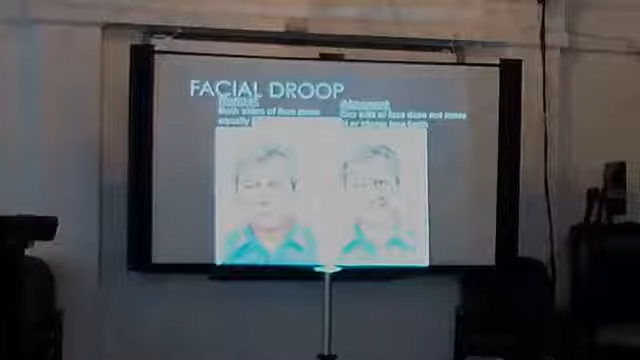 FACIAL DROOP
Normal:
Both sides of face move
equally
Abnormal:
One side of face does not move